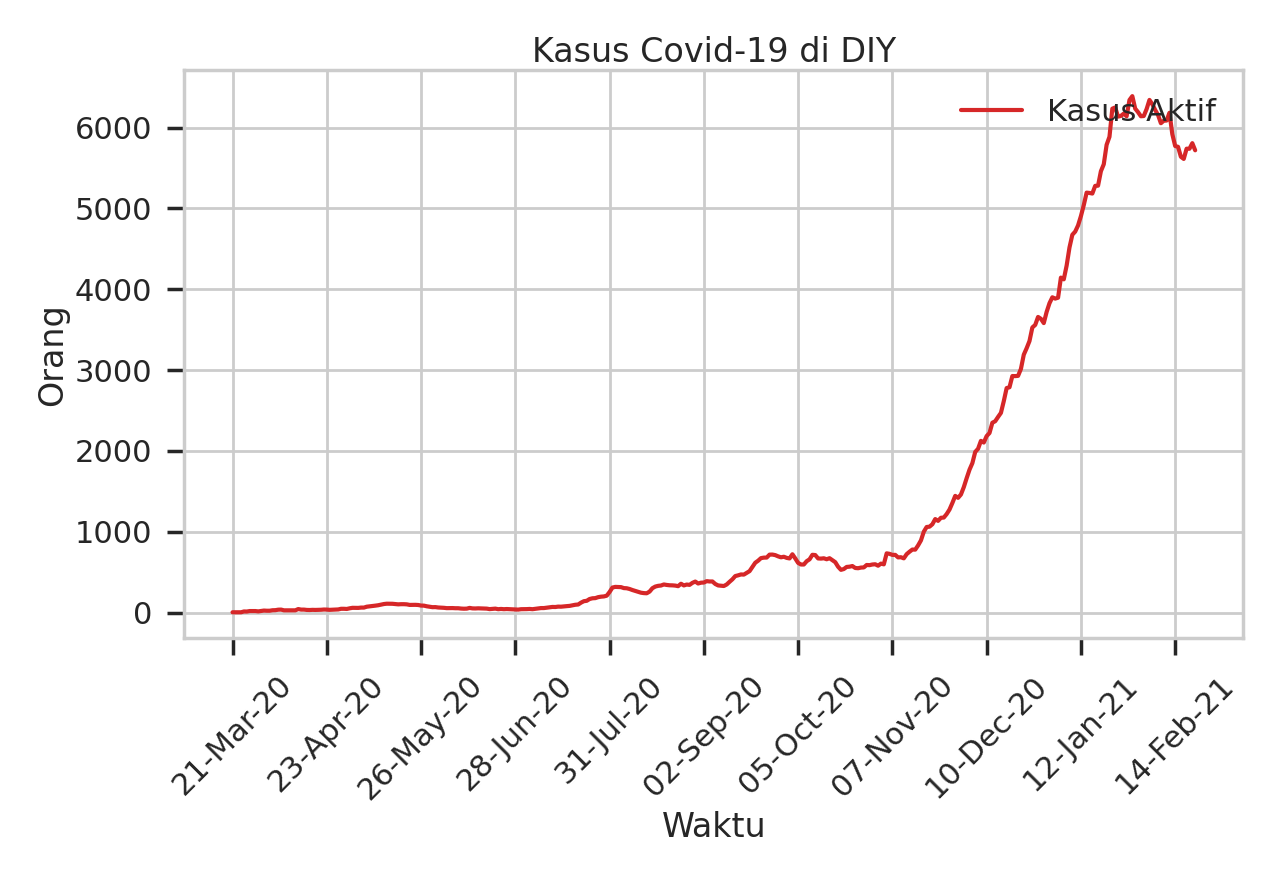 Kasus Covid-19 di DIY
Kasus Aktif
Orang
6000
5000
4000
3000
2000
1000
0
21-Mar-20
23-Apr-20
26-May-20
28-Jun-20
31-Jul-20
02-Sep-20
05-Oct-20
07-Nov-20
10-Dec-20
12-Jan-21
14-Feb-21
Waktu